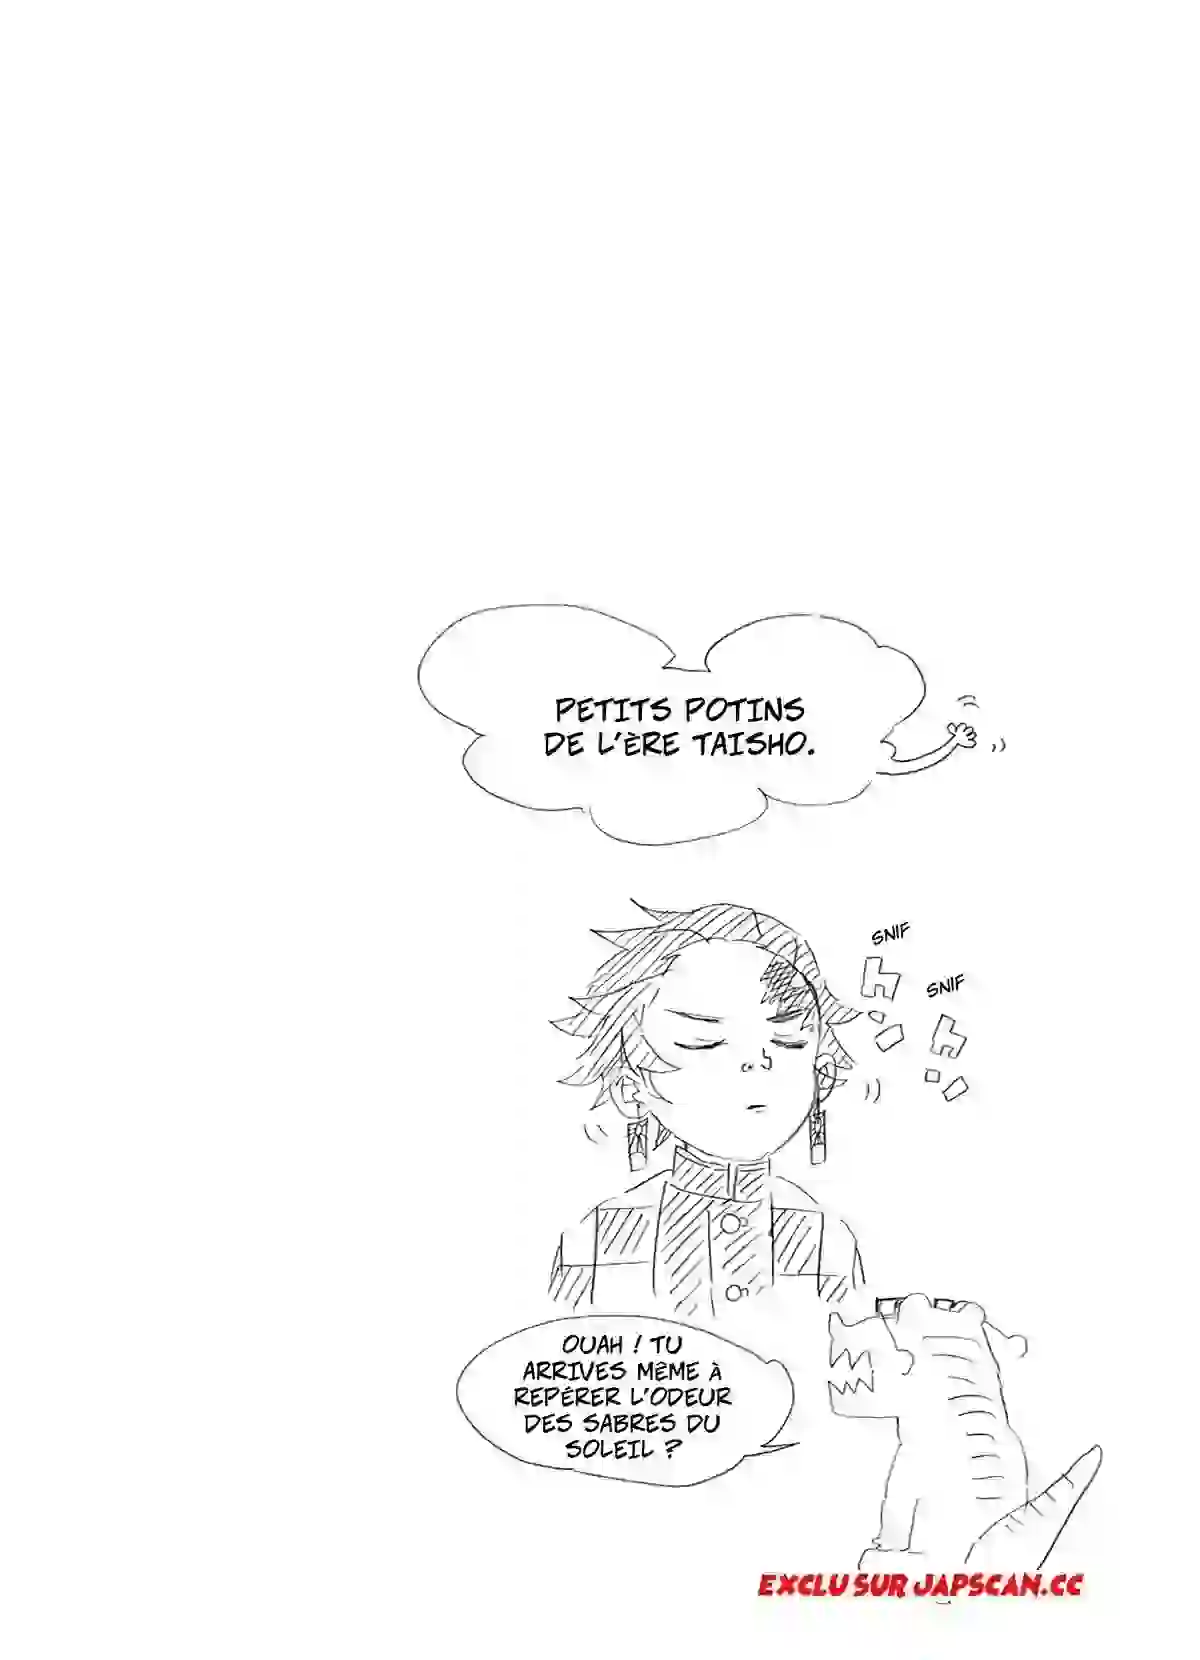 PETITS POTINS
DE L'ÈRE TAISHO.
SNIF
SNIF
OUAH ! TU
ARRIVES MÊME À
REPÉRER L'ODEUR
DES SABRES DU
SOLEIL ?
EXCLU SUR JAPSCAN.CC